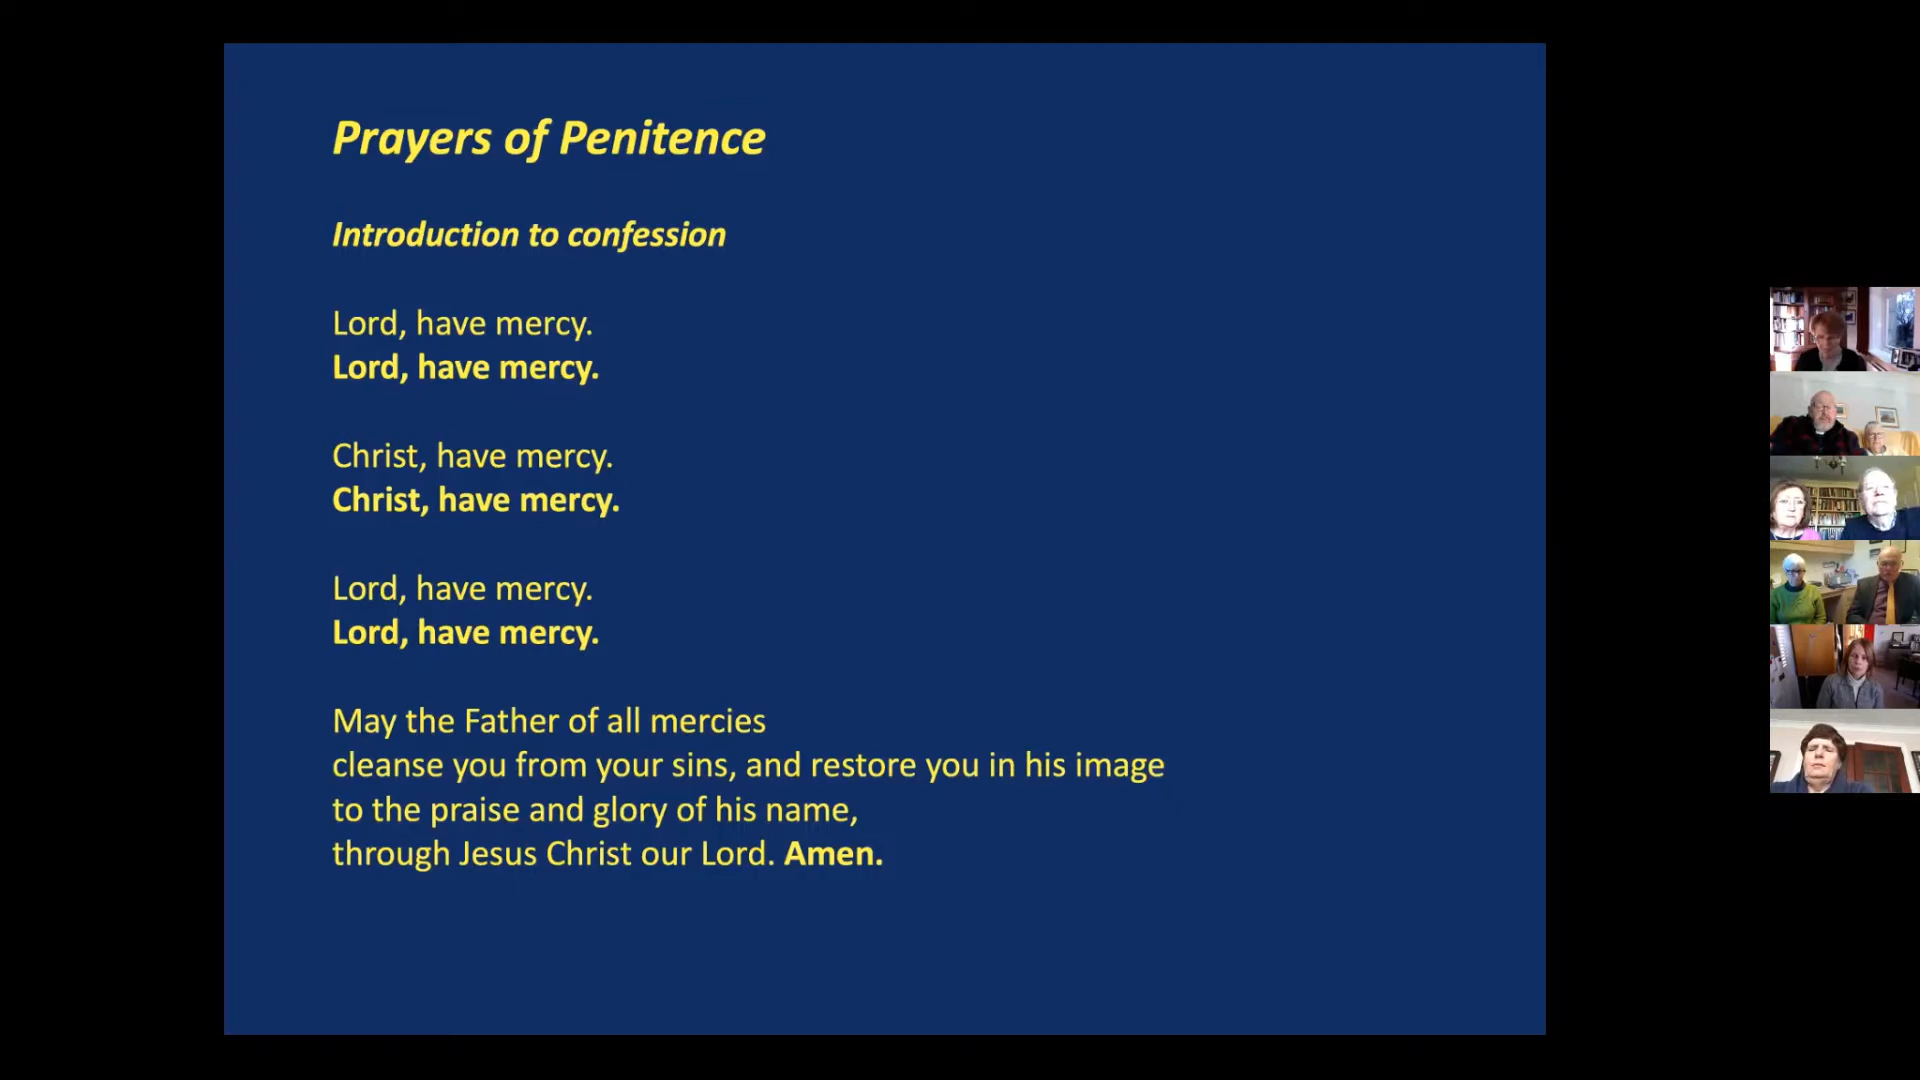 Prayers of Penitence
Introduction to confession
Lord, have mercy.
Lord, have mercy.
Christ, have mercy.
Christ, have mercy.
Lord, have mercy.
Lord, have mercy.
May the Father of all mercies
cleanse you from your sins, and restore you in his image
to the praise and glory of his name,
through Jesus Christ our Lord. Amen.